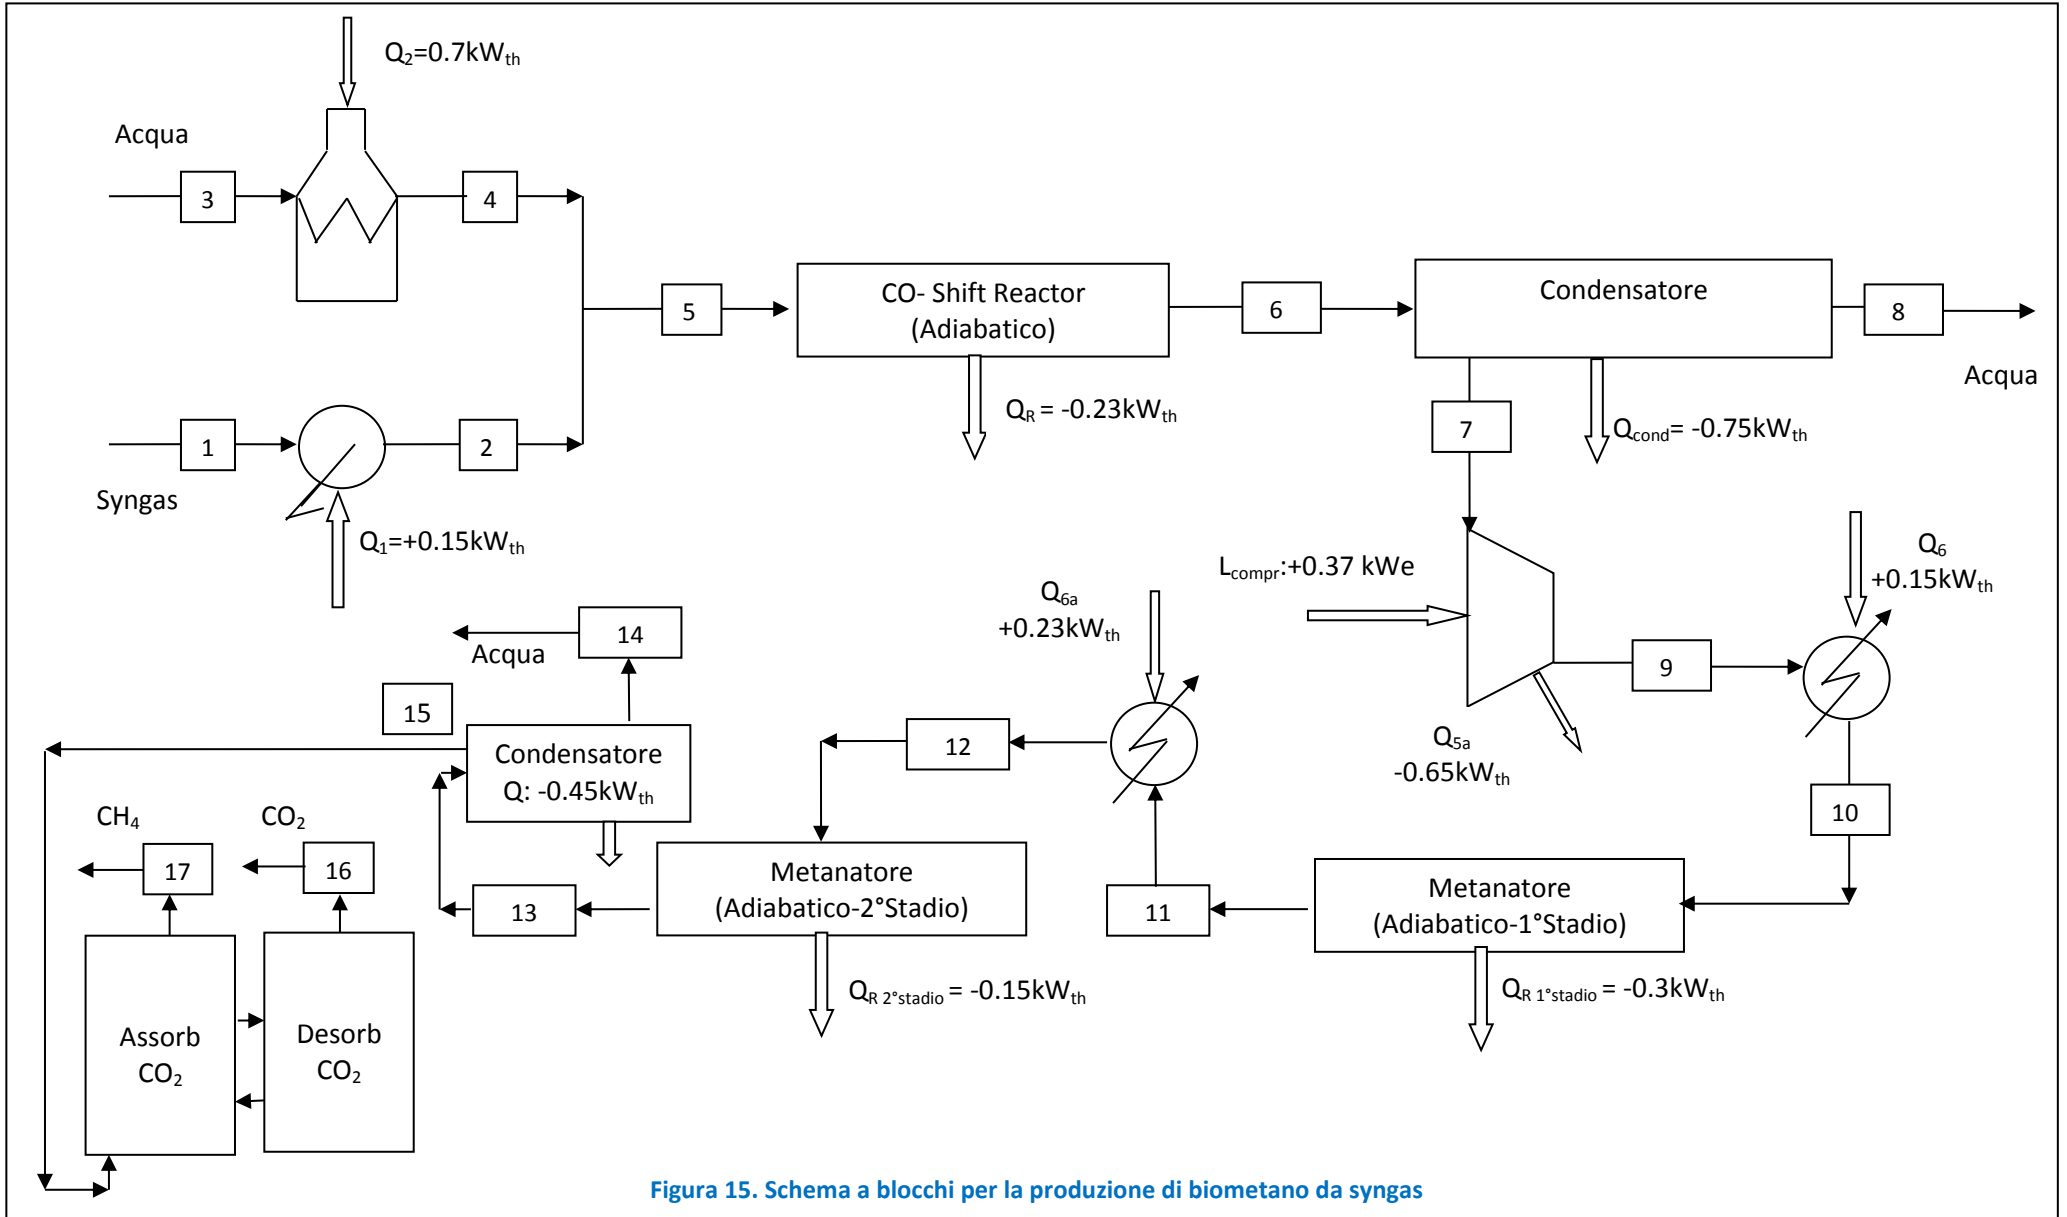 Q2=0.7kWth
Acqua
3
4
CO- Shift Reactor
(Adiabatico)
Condensatore
5
6
8
Acqua
QR = -0.23kWth
7
Qcond= -0.75kWth
1
2
Syngas
Q1=+0.15kWth
Lcompr:+0.37 kWe
Q6
+0.15kWth
Q6a
+0.23kWth
14
Acqua
9
15
Condensatore
Q: -0.45kWth
12
Q5a
-0.65kWth
10
CH4
CO2
17
16
Metanatore
(Adiabatico-2°Stadio)
13
11
Metanatore
(Adiabatico-1°Stadio)
QR 2°stadio = -0.15kWth
QR 1°stadio = -0.3kWth
Assorb
CO2
Desorb
CO2
Figura 15. Schema a blocchi per la produzione di biometano da syngas